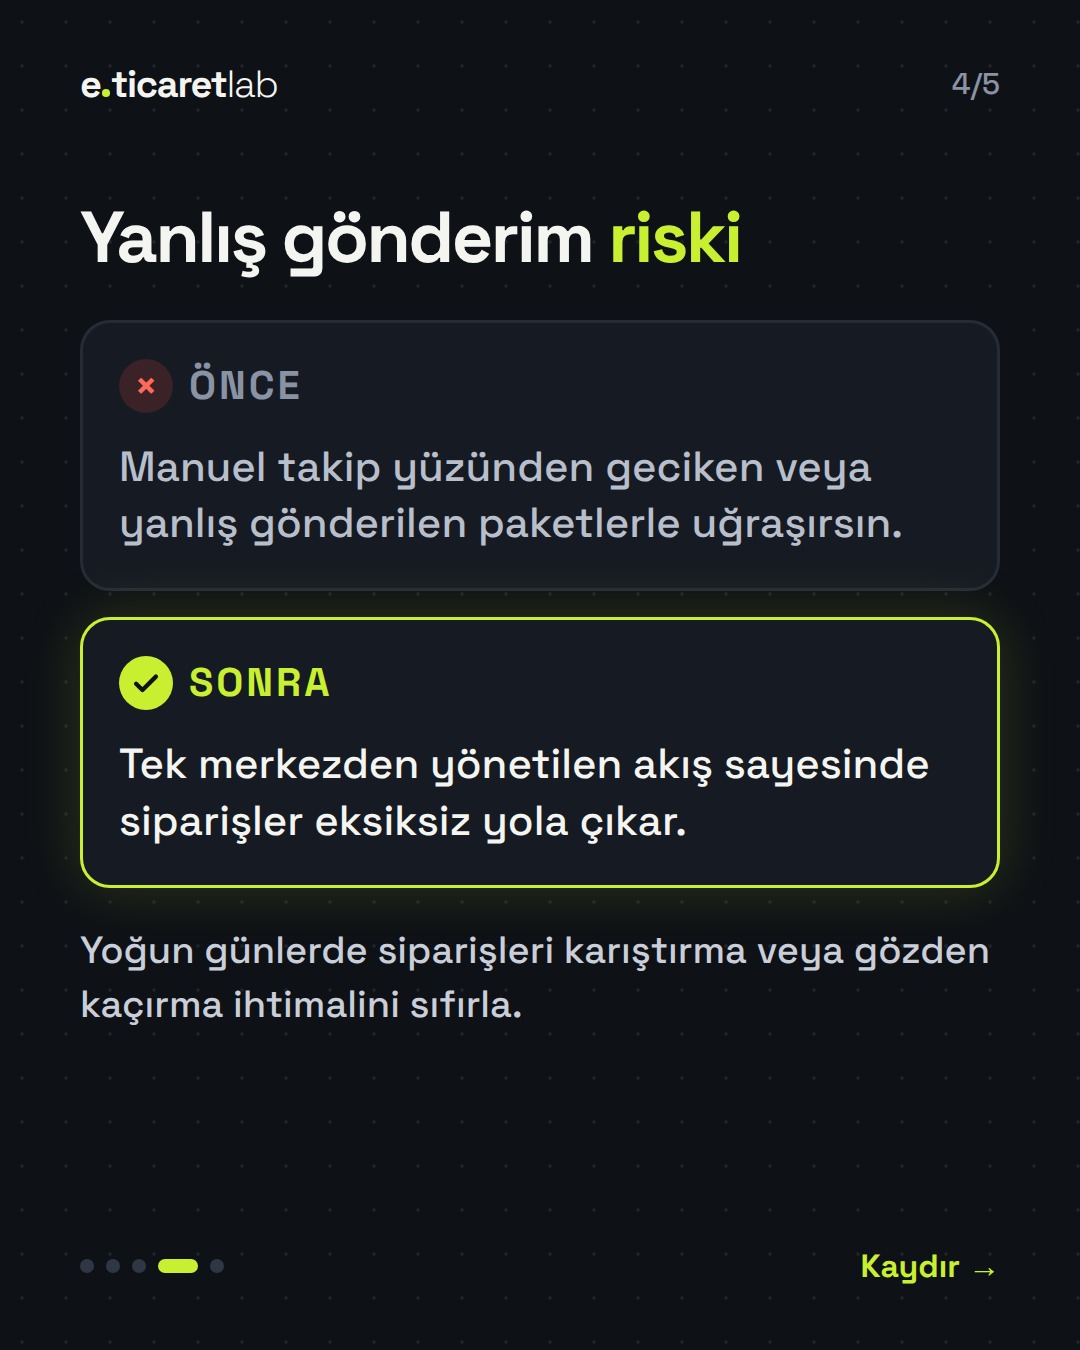 e.ticaretlab
4/5
Yanlış gönderim riski
ÖNCE
Manuel takip yüzünden geciken veya
yanlış gönderilen paketlerle uğraşırsın.
SONRA
Tek merkezden yönetilen akış sayesinde
siparişler eksiksiz yola çıkar.
Yoğun günlerde siparişleri karıştırma veya gözden
kaçırma ihtimalini sıfırla.
Kaydır →